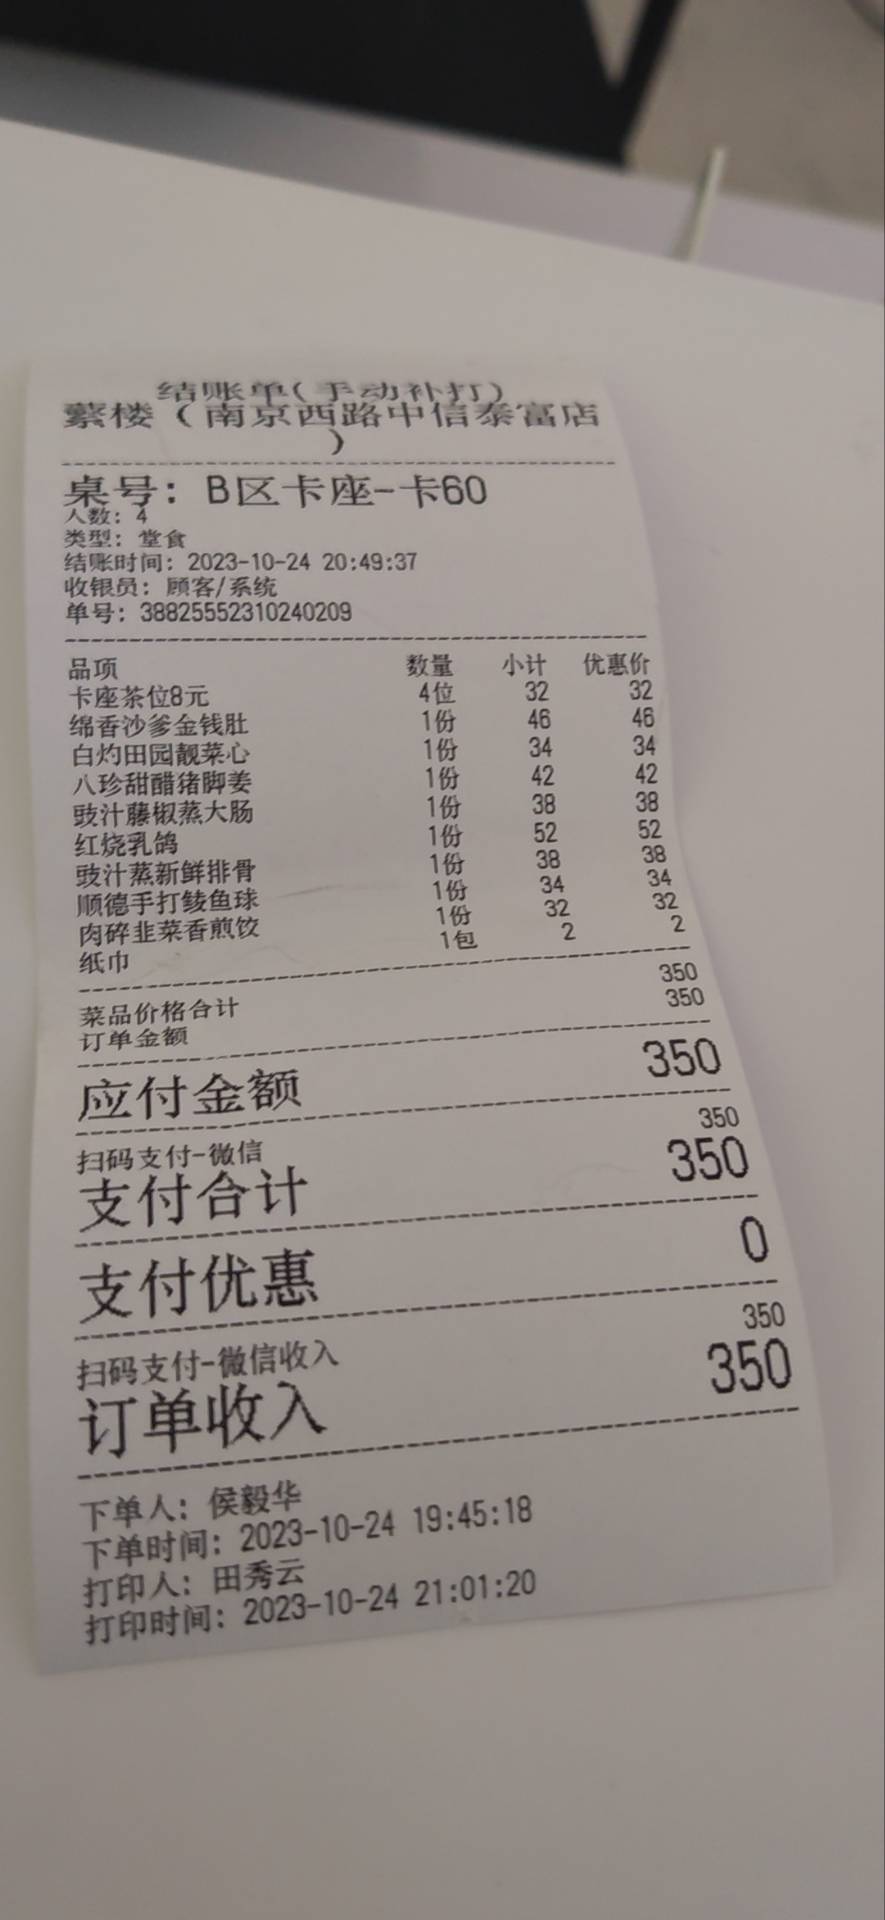 结账单(手动补打)
蘩楼（南京西路中信泰富店
）
桌号：B区卡座-卡60
人数：4
类型：堂食
结账时间：2023-10-24 20:49:37
收银员：顾客/系统
单号：38825552310240209
品项 数量 小计 优惠价
卡座茶位8元 4位 32 32
绵香沙爹金钱肚 1份 46 46
白灼田园靓菜心 1份 34 34
八珍甜醋猪脚姜 1份 42 42
豉汁藤椒蒸大肠 1份 38 38
红烧乳鸽 1份 52 52
豉汁蒸新鲜排骨 1份 38 38
顺德手打鲮鱼球 1份 34 34
肉碎韭菜香煎饺 1份 32 32
纸巾 1包 2 2
菜品价格合计 350
订单金额 350
应付金额 350
扫码支付-微信 350
支付合计 350
支付优惠 0
扫码支付-微信收入 350
订单收入 350
下单人：侯毅华
下单时间：2023-10-24 19:45:18
打印人：田秀云
打印时间：2023-10-24 21:01:20